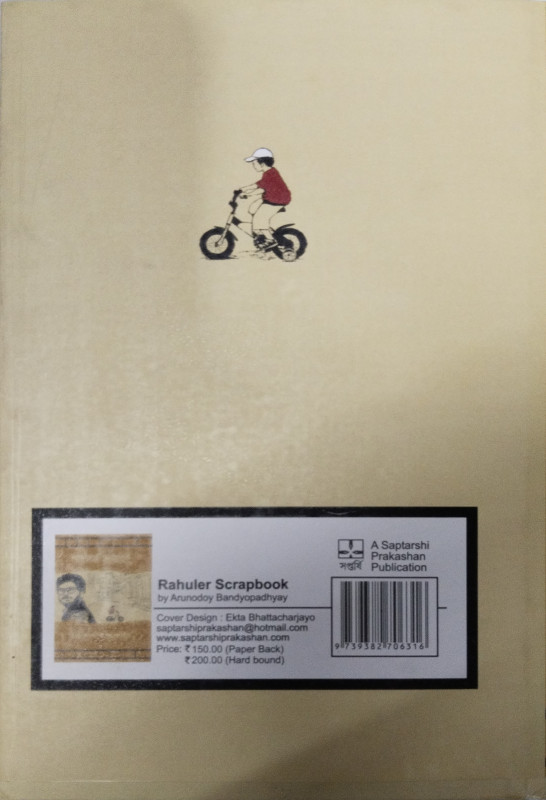 Rahuler Scrapbook
by Arunodoy Bandyopadhyay
Cover Design : Ekta Bhattacharjayo
saptarshiprakashan@hotmail.com
www.saptarshiprakashan.com
Price: ₹ 150.00 (Paper Back)
₹ 200.00 (Hard bound)
সপ্তর্ষি
A Saptarshi
Prakashan
Publication
9739382706316